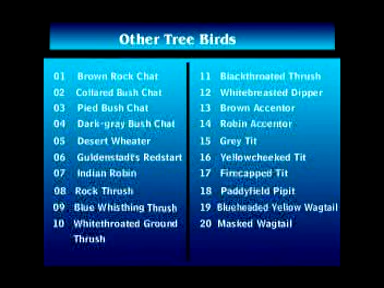 Other Tree Birds
01 Brown Rock Chat
02 Collared Bush Chat
03 Pied Bush Chat
04 Dark-gray Bush Chat
05 Desert Wheater
06 Guldenstadt's Redstart
07 Indian Robin
08 Rock Thrush
09 Blue Whisthing Thrush
10 Whitethroated Ground
Thrush
11 Blackthroated Thrush
12 Whitebreasted Dipper
13 Brown Accentor
14 Robin Accentor
15 Grey Tit
16 Yellowcheeked Tit
17 Firecapped Tit
18 Paddyfield Pipit
19 Blueheaded Yellow Wagtail
20 Masked Wagtail